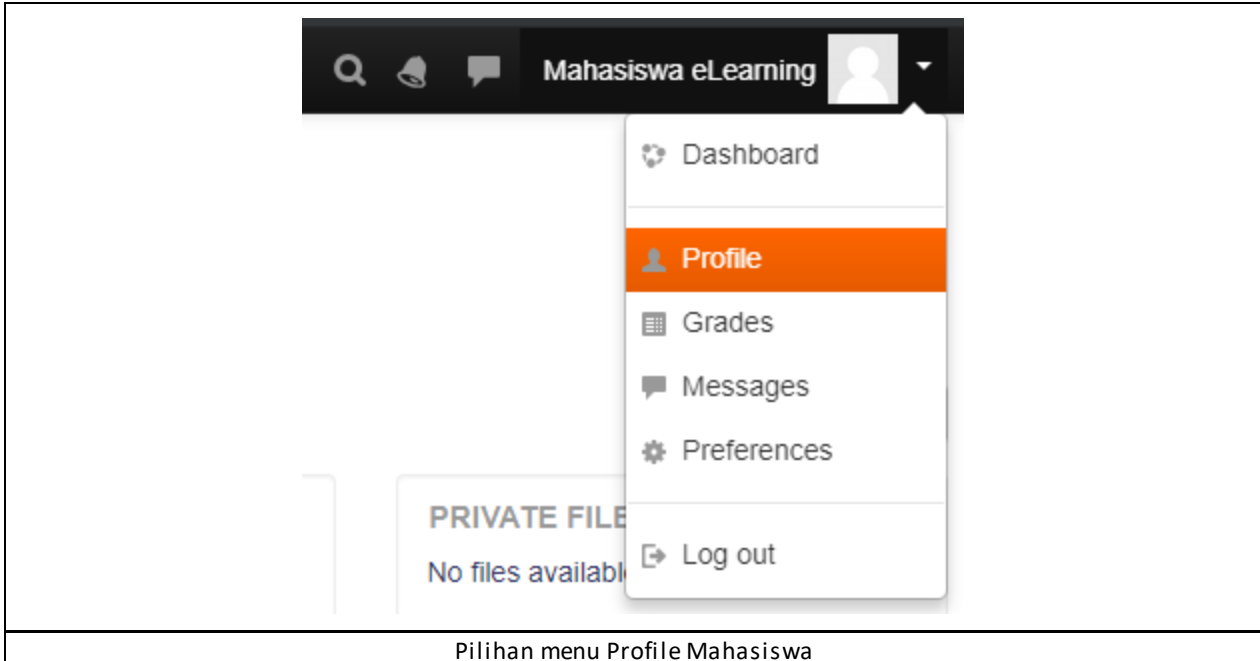 Mahasiswa eLearning
Dashboard
Profile
Grades
Messages
Preferences
Log out
PRIVATE FILE
No files availabl
Pilihan menu Profile Mahasiswa